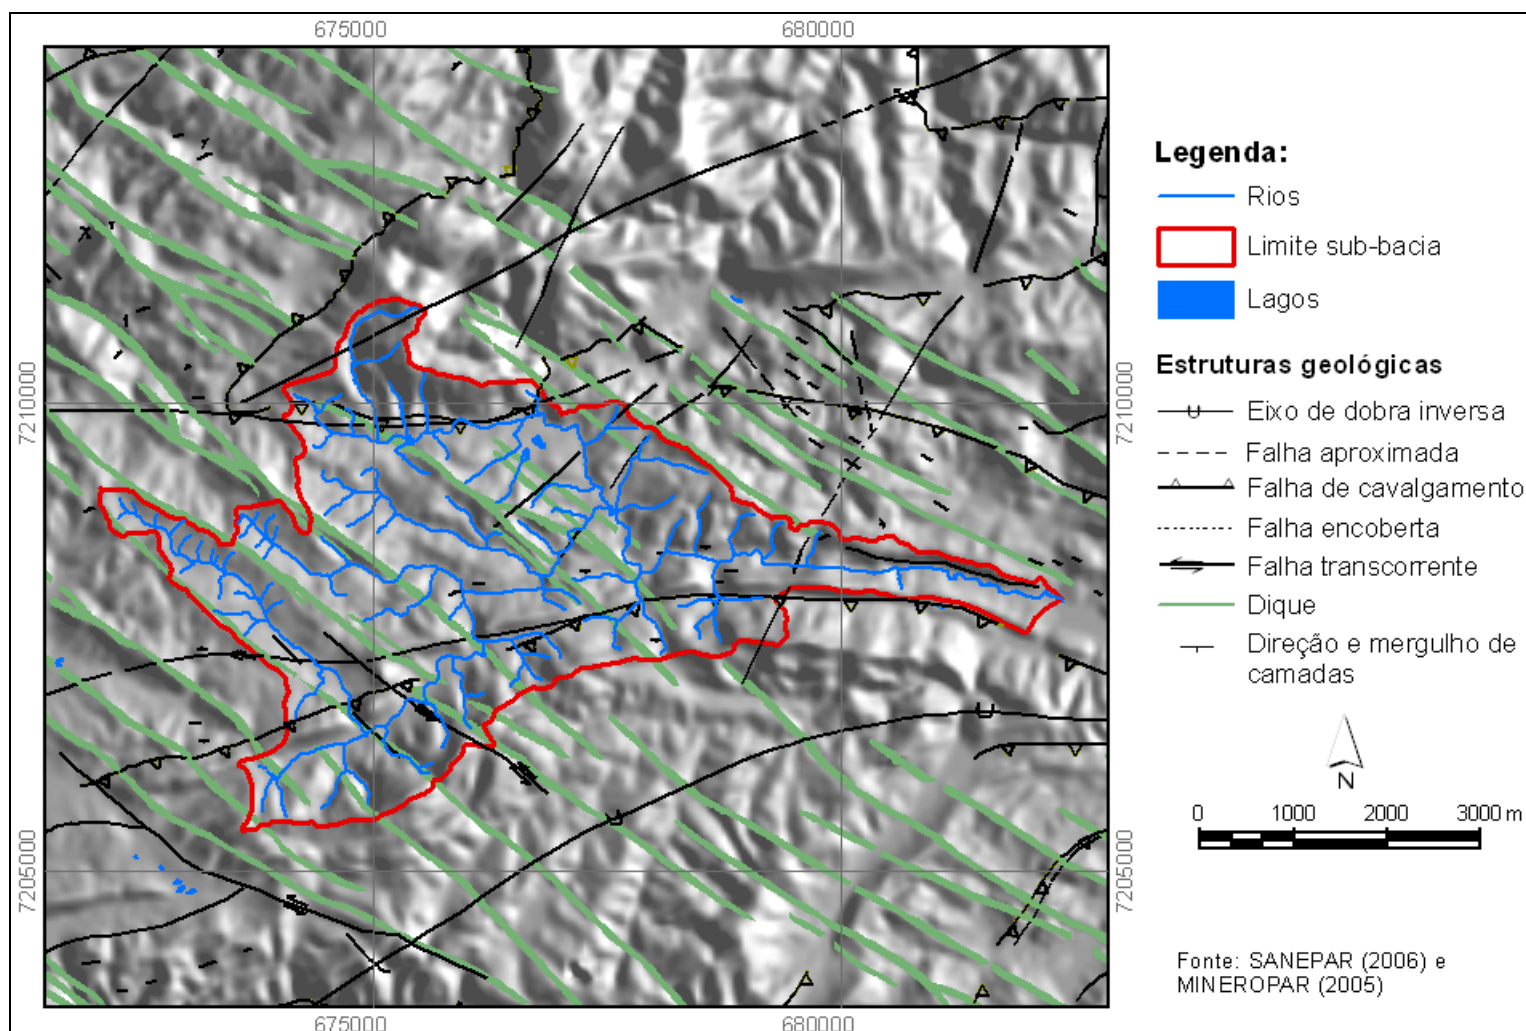 675000
680000
Legenda:
Rios
Limite sub-bacia
Lagos
7210000
7210000
Estruturas geológicas
Eixo de dobra inversa
Falha aproximada
Falha de cavalgamento
Falha encoberta
Falha transcorrente
Dique
Direção e mergulho de
camadas
N
0 1000 2000 3000 m
7205000
7205000
Fonte: SANEPAR (2006) e
MINEROPAR (2005)
675000
680000